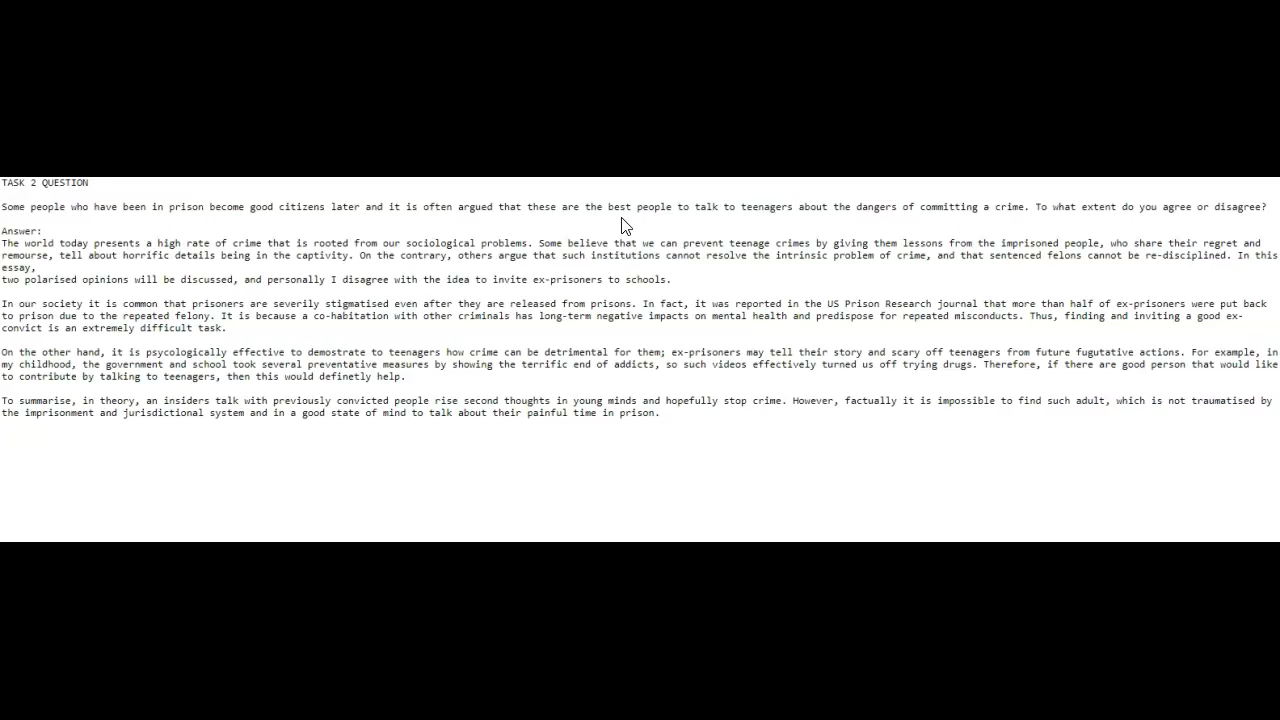 TASK 2 QUESTION
Some people who have been in prison become good citizens later and it is often argued that these are the best people to talk to teenagers about the dangers of committing a crime. To what extent do you agree or disagree?
Answer:
The world today presents a high rate of crime that is rooted from our sociological problems. Some believe that we can prevent teenage crimes by giving them lessons from the imprisoned people, who share their regret and
remourse, tell about horrific details being in the captivity. On the contrary, others argue that such institutions cannot resolve the intrinsic problem of crime, and that sentenced felons cannot be re-disciplined. In this
essay,
two polarised opinions will be discussed, and personally I disagree with the idea to invite ex-prisoners to schools.
In our society it is common that prisoners are severily stigmatised even after they are released from prisons. In fact, it was reported in the US Prison Research journal that more than half of ex-prisoners were put back
to prison due to the repeated felony. It is because a co-habitation with other criminals has long-term negative impacts on mental health and predispose for repeated misconducts. Thus, finding and inviting a good ex-
convict is an extremely difficult task.
On the other hand, it is psycologically effective to demostrate to teenagers how crime can be detrimental for them; ex-prisoners may tell their story and scary off teenagers from future fugutative actions. For example, in
my childhood, the government and school took several preventative measures by showing the terrific end of addicts, so such videos effectively turned us off trying drugs. Therefore, if there are good person that would like
to contribute by talking to teenagers, then this would definetly help.
To summarise, in theory, an insiders talk with previously convicted people rise second thoughts in young minds and hopefully stop crime. However, factually it is impossible to find such adult, which is not traumatised by
the imprisonment and jurisdictional system and in a good state of mind to talk about their painful time in prison.